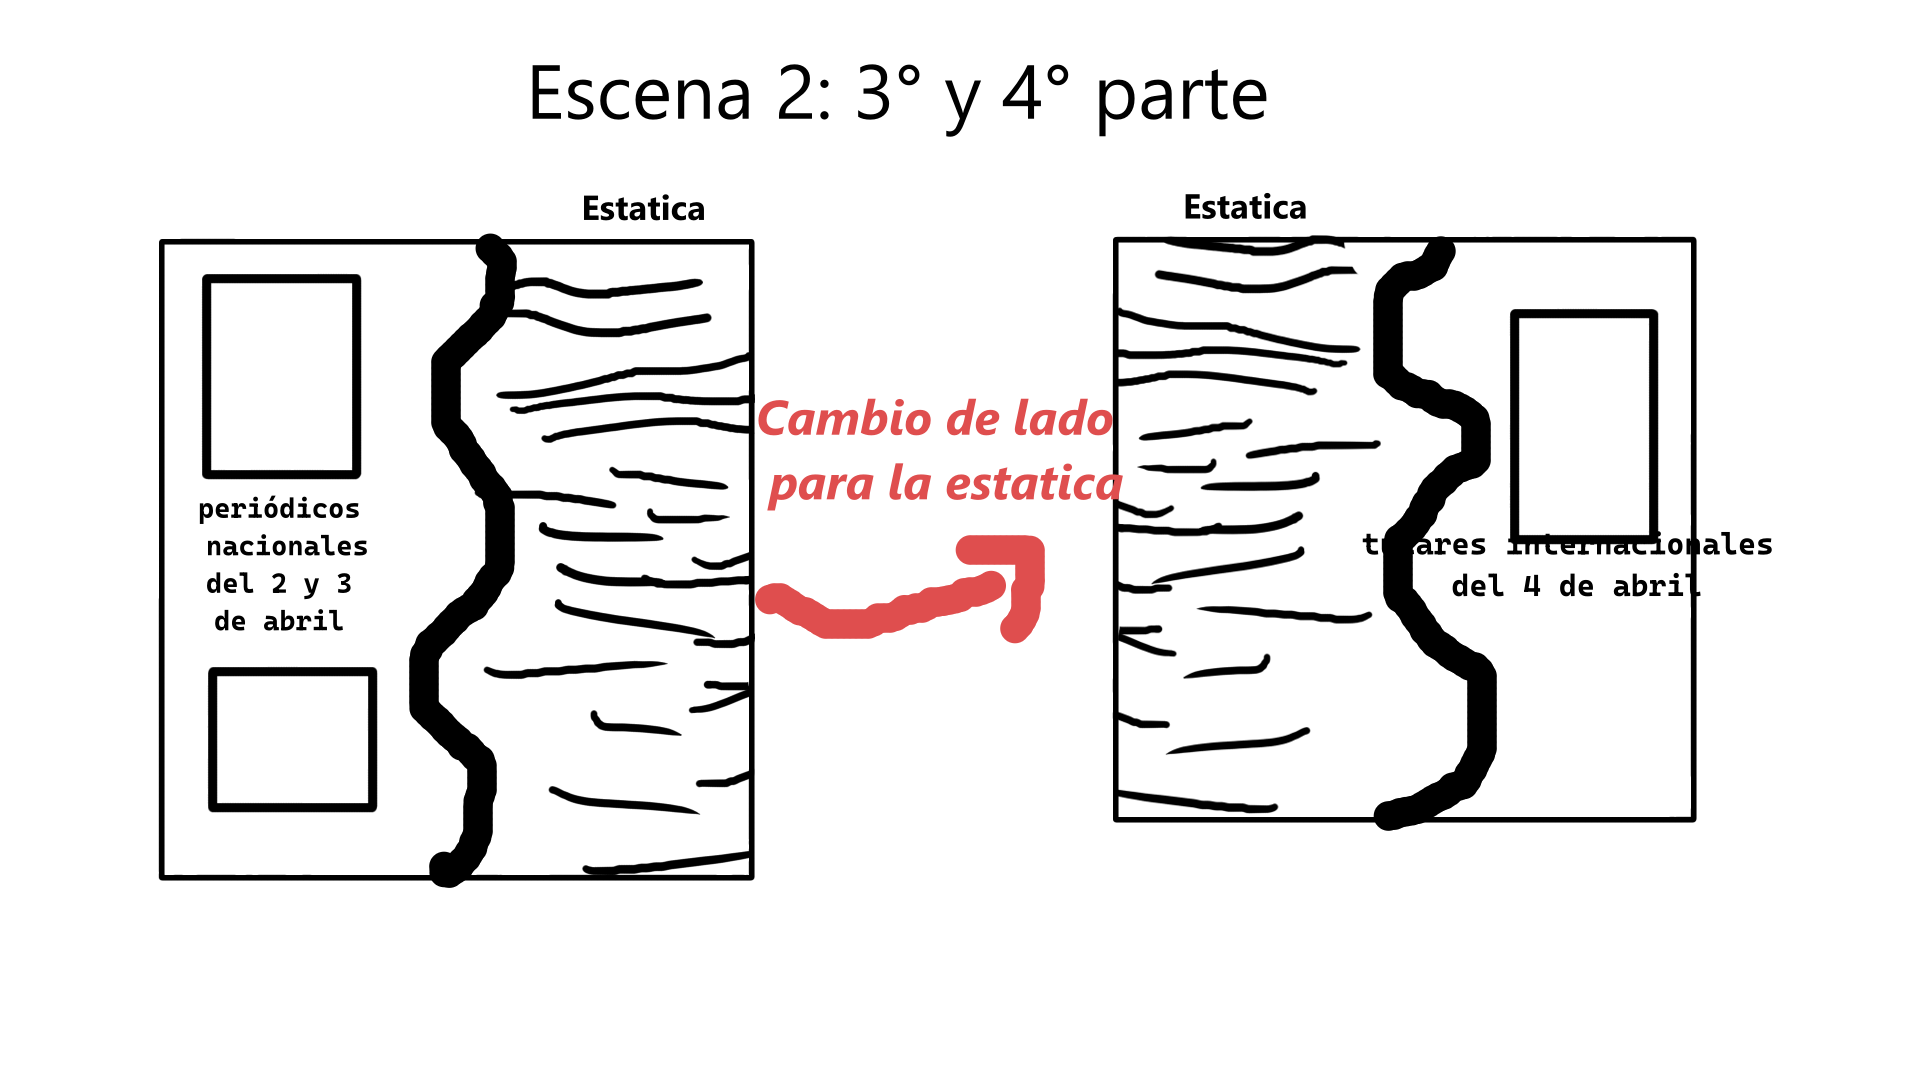 Escena 2: 3° y 4° parte
Estatica
Estatica
periódicos
nacionales
del 2 y 3
de abril
Cambio de lado
para la estatica
internacionales
del 4 de abril